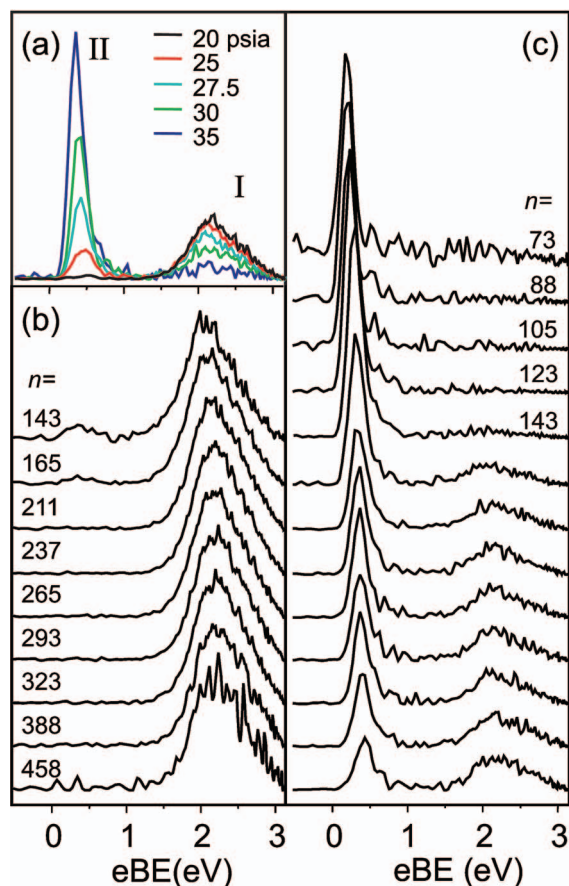 (a)
II
20 psia
25
27.5
30
35
I
(b)
n=
143
165
211
237
265
293
323
388
458
0 1 2 3
eBE(eV)
(c)
n=
73
88
105
123
143
0 1 2 3
eBE (eV)